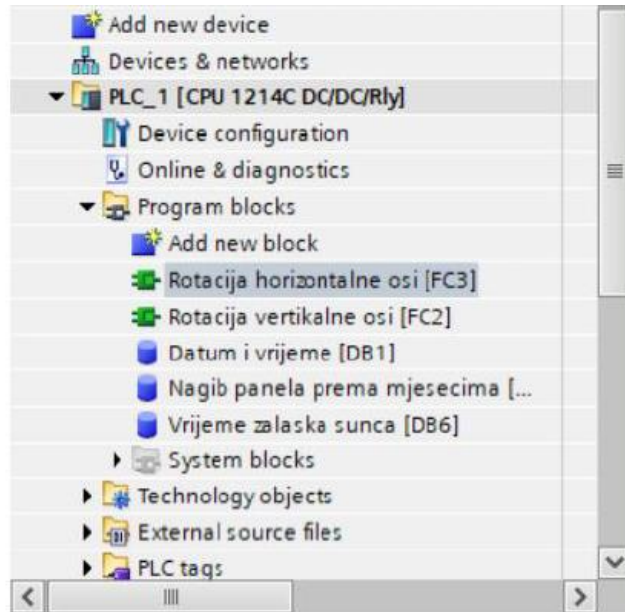 Add new device
Devices & networks
PLC_1 [CPU 1214C DC/DC/Rly]
Device configuration
Online & diagnostics
Program blocks
Add new block
Rotacija horizontalne osi [FC3]
Rotacija vertikalne osi [FC2]
Datum i vrijeme [DB1]
Nagib panela prema mjesecima [...
Vrijeme zalaska sunca [DB6]
System blocks
Technology objects
External source files
PLC tags